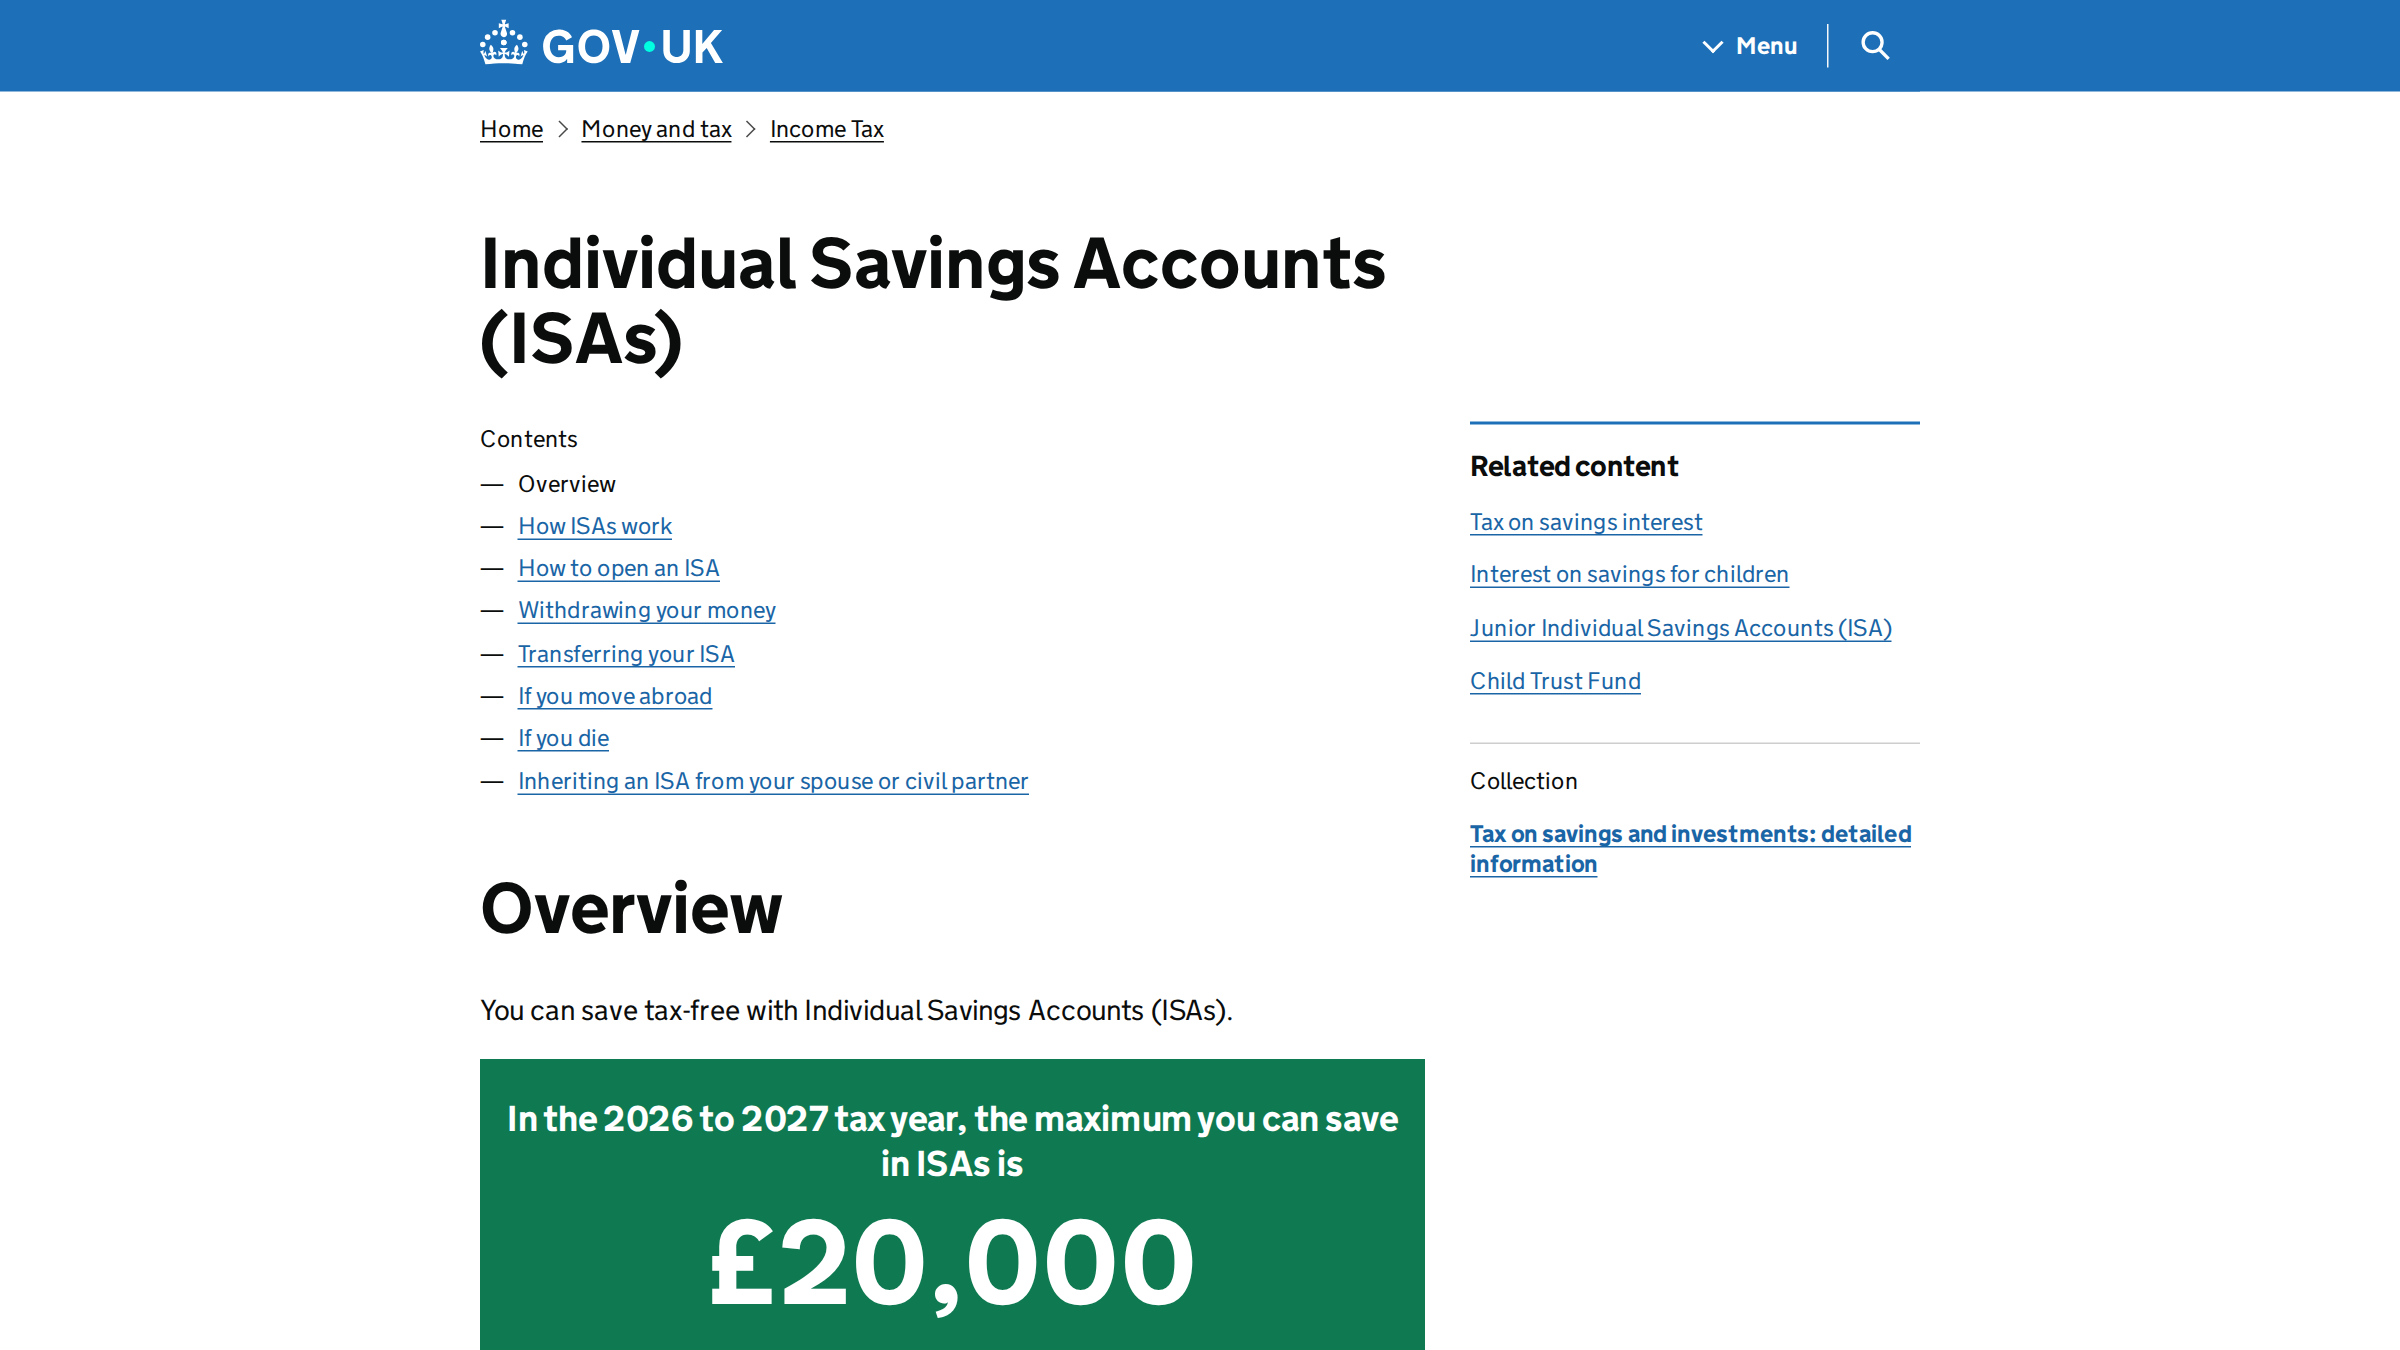 GOV·UK
Menu
Home
Money and tax
Income Tax
Individual Savings Accounts
(ISAs)
Contents
— Overview
— How ISAs work
— How to open an ISA
— Withdrawing your money
— Transferring your ISA
— If you move abroad
— If you die
— Inheriting an ISA from your spouse or civil partner
Related content
Tax on savings interest
Interest on savings for children
Junior Individual Savings Accounts (ISA)
Child Trust Fund
Collection
Tax on savings and investments: detailed
information
Overview
You can save tax-free with Individual Savings Accounts (ISAs).
In the 2026 to 2027 tax year, the maximum you can save
in ISAs is
£20,000